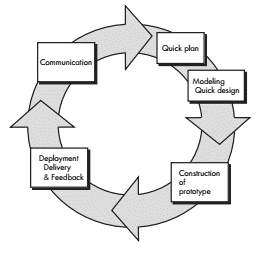 Communication
Quick plan
Modeling
Quick design
Construction
of
prototype
Deployment
Delivery
& Feedback